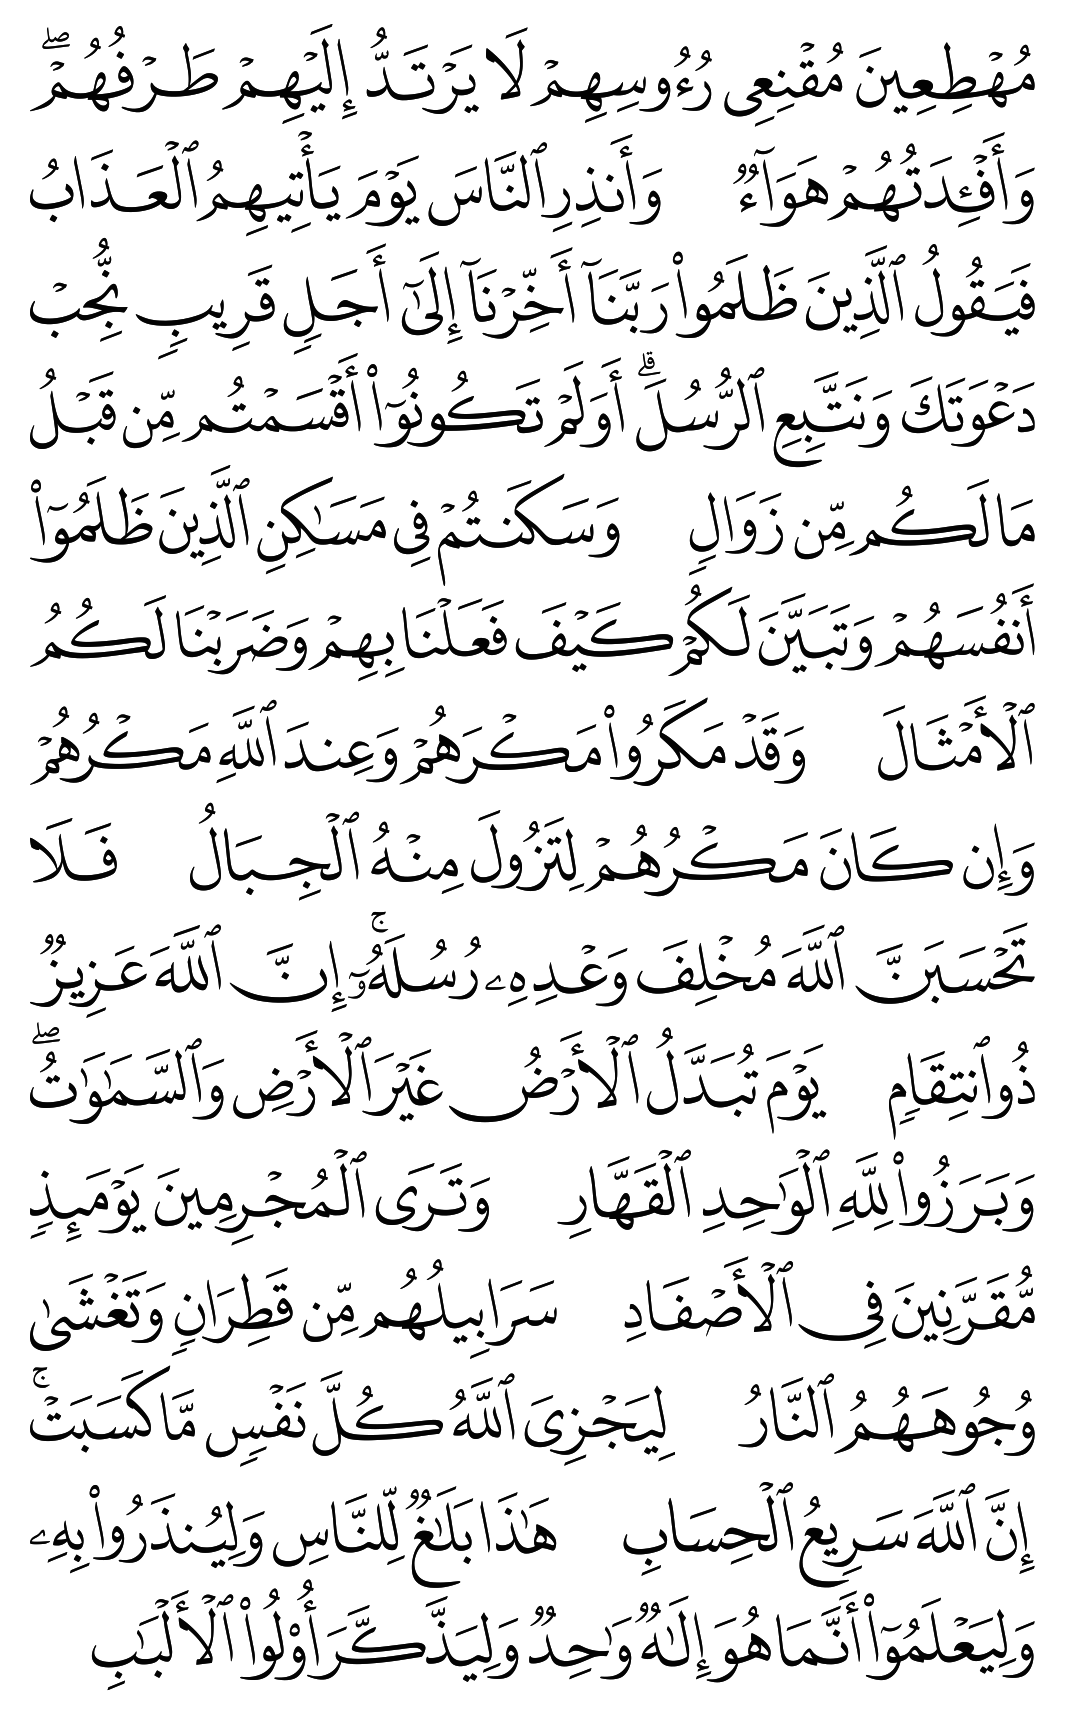 مُهۡطِعِينَ مُقۡنِعِي رُءُوسِهِمۡ لَا يَرۡتَدُّ إِلَيۡهِمۡ طَرۡفُهُمۡۖ
وَأَفۡـِٔدَتُهُمۡ هَوَآءٞ وَأَنذِرِ ٱلنَّاسَ يَوۡمَ يَأۡتِيهِمُ ٱلۡعَذَابُ
فَيَقُولُ ٱلَّذِينَ ظَلَمُواْ رَبَّنَآ أَخِّرۡنَآ إِلَىٰٓ أَجَلٖ قَرِيبٖ نُّجِبۡ
دَعۡوَتَكَ وَنَتَّبِعِ ٱلرُّسُلَۗ أَوَلَمۡ تَكُونُوٓاْ أَقۡسَمۡتُم مِّن قَبۡلُ
مَا لَكُم مِّن زَوَالٖ وَسَكَنتُمۡ فِي مَسَٰكِنِ ٱلَّذِينَ ظَلَمُوٓاْ
أَنفُسَهُمۡ وَتَبَيَّنَ لَكُمۡ كَيۡفَ فَعَلۡنَا بِهِمۡ وَضَرَبۡنَا لَكُمُ
ٱلۡأَمۡثَالَ وَقَدۡ مَكَرُواْ مَكۡرَهُمۡ وَعِندَ ٱللَّهِ مَكۡرُهُمۡ
وَإِن كَانَ مَكۡرُهُمۡ لِتَزُولَ مِنۡهُ ٱلۡجِبَالُ فَلَا
تَحۡسَبَنَّ ٱللَّهَ مُخۡلِفَ وَعۡدِهِۦ رُسُلَهُۥٓۚ إِنَّ ٱللَّهَ عَزِيزٞ
ذُو ٱنتِقَامٖ يَوۡمَ تُبَدَّلُ ٱلۡأَرۡضُ غَيۡرَ ٱلۡأَرۡضِ وَٱلسَّمَٰوَٰتُۖ
وَبَرَزُواْ لِلَّهِ ٱلۡوَٰحِدِ ٱلۡقَهَّارِ وَتَرَى ٱلۡمُجۡرِمِينَ يَوۡمَئِذٖ
مُّقَرَّنِينَ فِي ٱلۡأَصۡفَادِ سَرَابِيلُهُم مِّن قَطِرَانٖ وَتَغۡشَىٰ
وُجُوهَهُمُ ٱلنَّارُ لِيَجۡزِيَ ٱللَّهُ كُلَّ نَفۡسٖ مَّا كَسَبَتۡۚ
إِنَّ ٱللَّهَ سَرِيعُ ٱلۡحِسَابِ هَٰذَا بَلَٰغٞ لِّلنَّاسِ وَلِيُنذَرُواْ بِهِۦ
وَلِيَعۡلَمُوٓاْ أَنَّمَا هُوَ إِلَٰهٞ وَٰحِدٞ وَلِيَذَّكَّرَ أُوْلُواْ ٱلۡأَلۡبَٰبِ